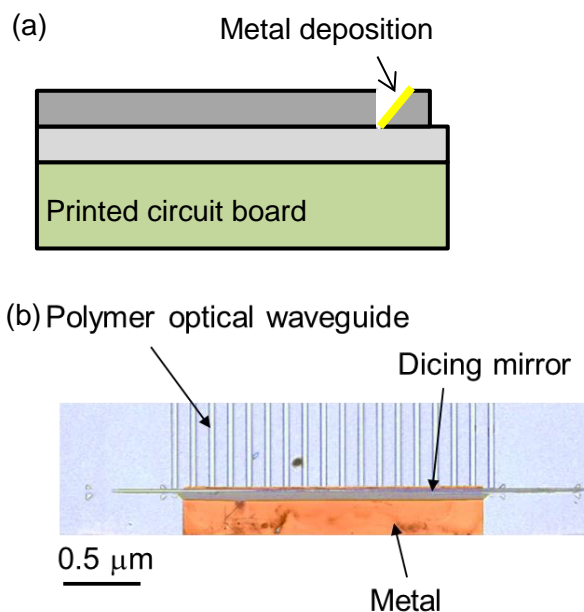 (a)
Metal deposition
Printed circuit board
(b) Polymer optical waveguide
Dicing mirror
0.5 μm
Metal